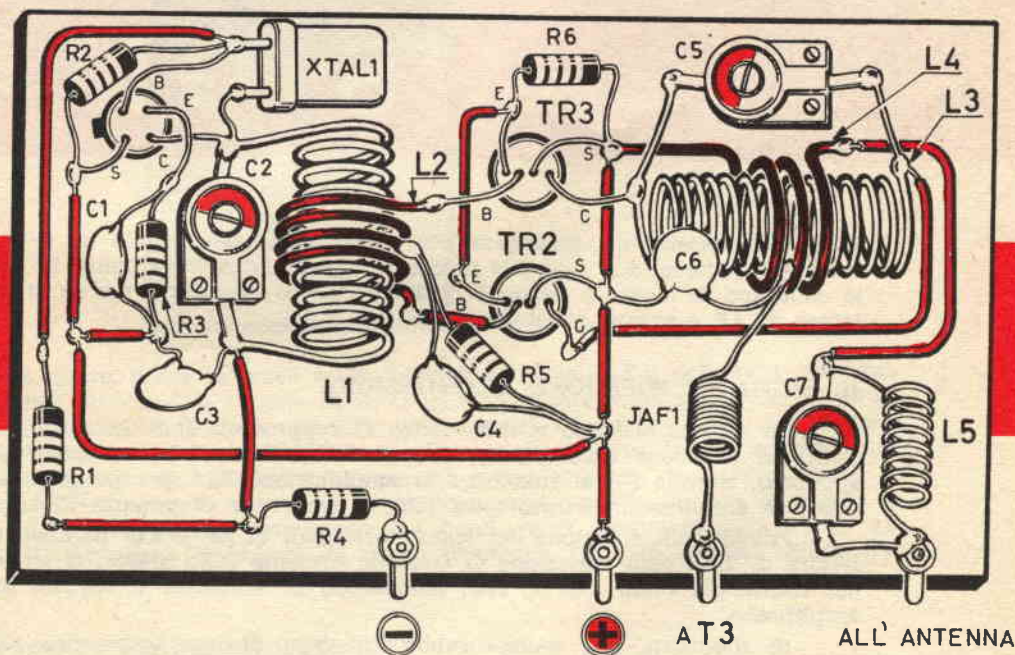 R2
B
E
S
C
XTAL1
C1
C2
R3
C3
L1
L2
R1
R4
R6
E
TR3
S
B
C
TR2
E
S
B
C
R5
C4
C5
L4
L3
C6
JAF1
C7
L5
−
+
A T3
ALL' ANTENNA